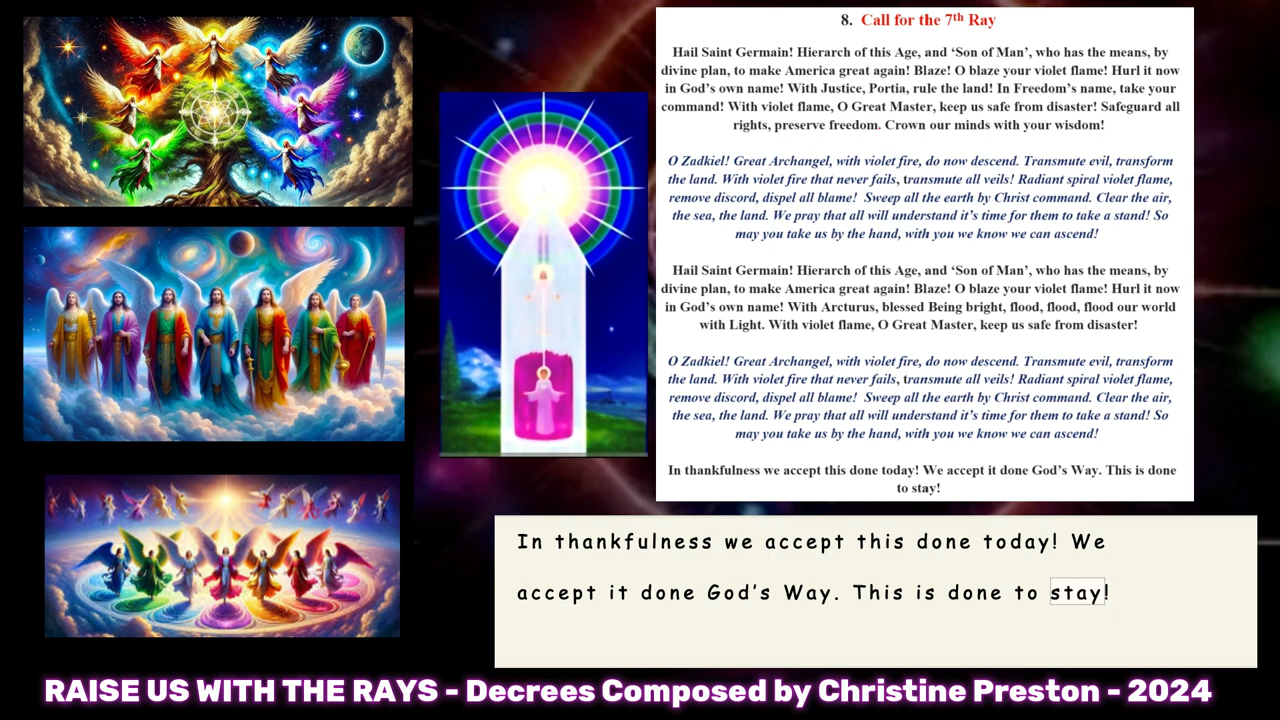 8. Call for the 7th Ray
Hail Saint Germain! Hierarch of this Age, and ‘Son of Man’, who has the means, by
divine plan, to make America great again! Blaze! O blaze your violet flame! Hurl it now
in God’s own name! With Justice, Portia, rule the land! In Freedom’s name, take your
command! With violet flame, O Great Master, keep us safe from disaster! Safeguard all
rights, preserve freedom. Crown our minds with your wisdom!
O Zadkiel! Great Archangel, with violet fire, do now descend. Transmute evil, transform
the land. With violet fire that never fails, transmute all veils! Radiant spiral violet flame,
remove discord, dispel all blame! Sweep all the earth by Christ command. Clear the air,
the sea, the land. We pray that all will understand it’s time for them to take a stand! So
may you take us by the hand, with you we know we can ascend!
Hail Saint Germain! Hierarch of this Age, and ‘Son of Man’, who has the means, by
divine plan, to make America great again! Blaze! O blaze your violet flame! Hurl it now
in God’s own name! With Arcturus, blessed Being bright, flood, flood, flood our world
with Light. With violet flame, O Great Master, keep us safe from disaster!
O Zadkiel! Great Archangel, with violet fire, do now descend. Transmute evil, transform
the land. With violet fire that never fails, transmute all veils! Radiant spiral violet flame,
remove discord, dispel all blame! Sweep all the earth by Christ command. Clear the air,
the sea, the land. We pray that all will understand it’s time for them to take a stand! So
may you take us by the hand, with you we know we can ascend!
In thankfulness we accept this done today! We accept it done God’s Way. This is done
to stay!
In thankfulness we accept this done today! We
accept it done God’s Way. This is done to stay!
RAISE US WITH THE RAYS - Decrees Composed by Christine Preston - 2024